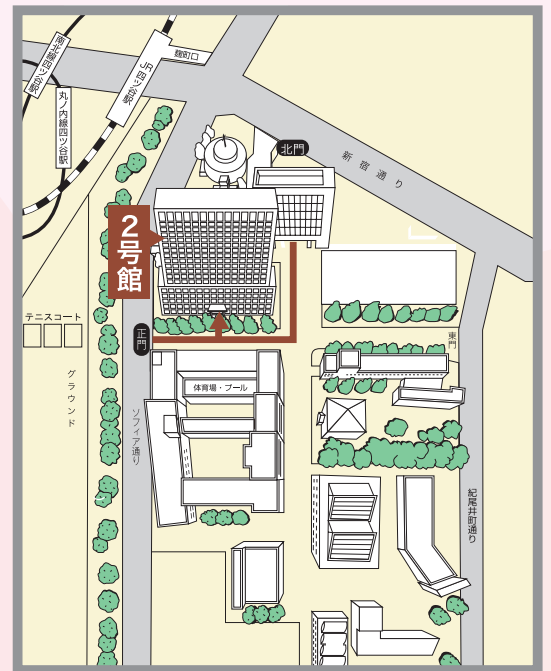 南北線四ツ谷駅
丸ノ内線四ツ谷駅
JR四ツ谷駅
麹町口
北門
新宿通り
2号館
テニスコート
正門
東門
グラウンド
体育場・プール
ソフィア通り
紀尾井町通り